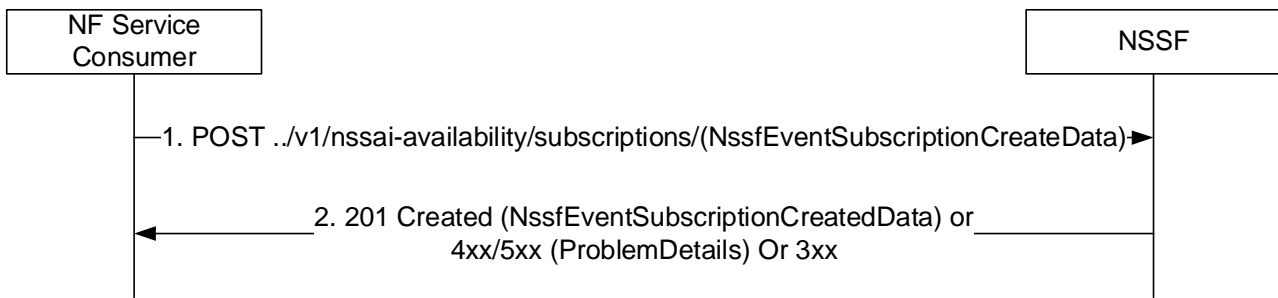 NF Service
Consumer
NSSF
1. POST ../v1/nssai-availability/subscriptions/(NssfEventSubscriptionCreateData)
2. 201 Created (NssfEventSubscriptionCreatedData) or
4xx/5xx (ProblemDetails) Or 3xx